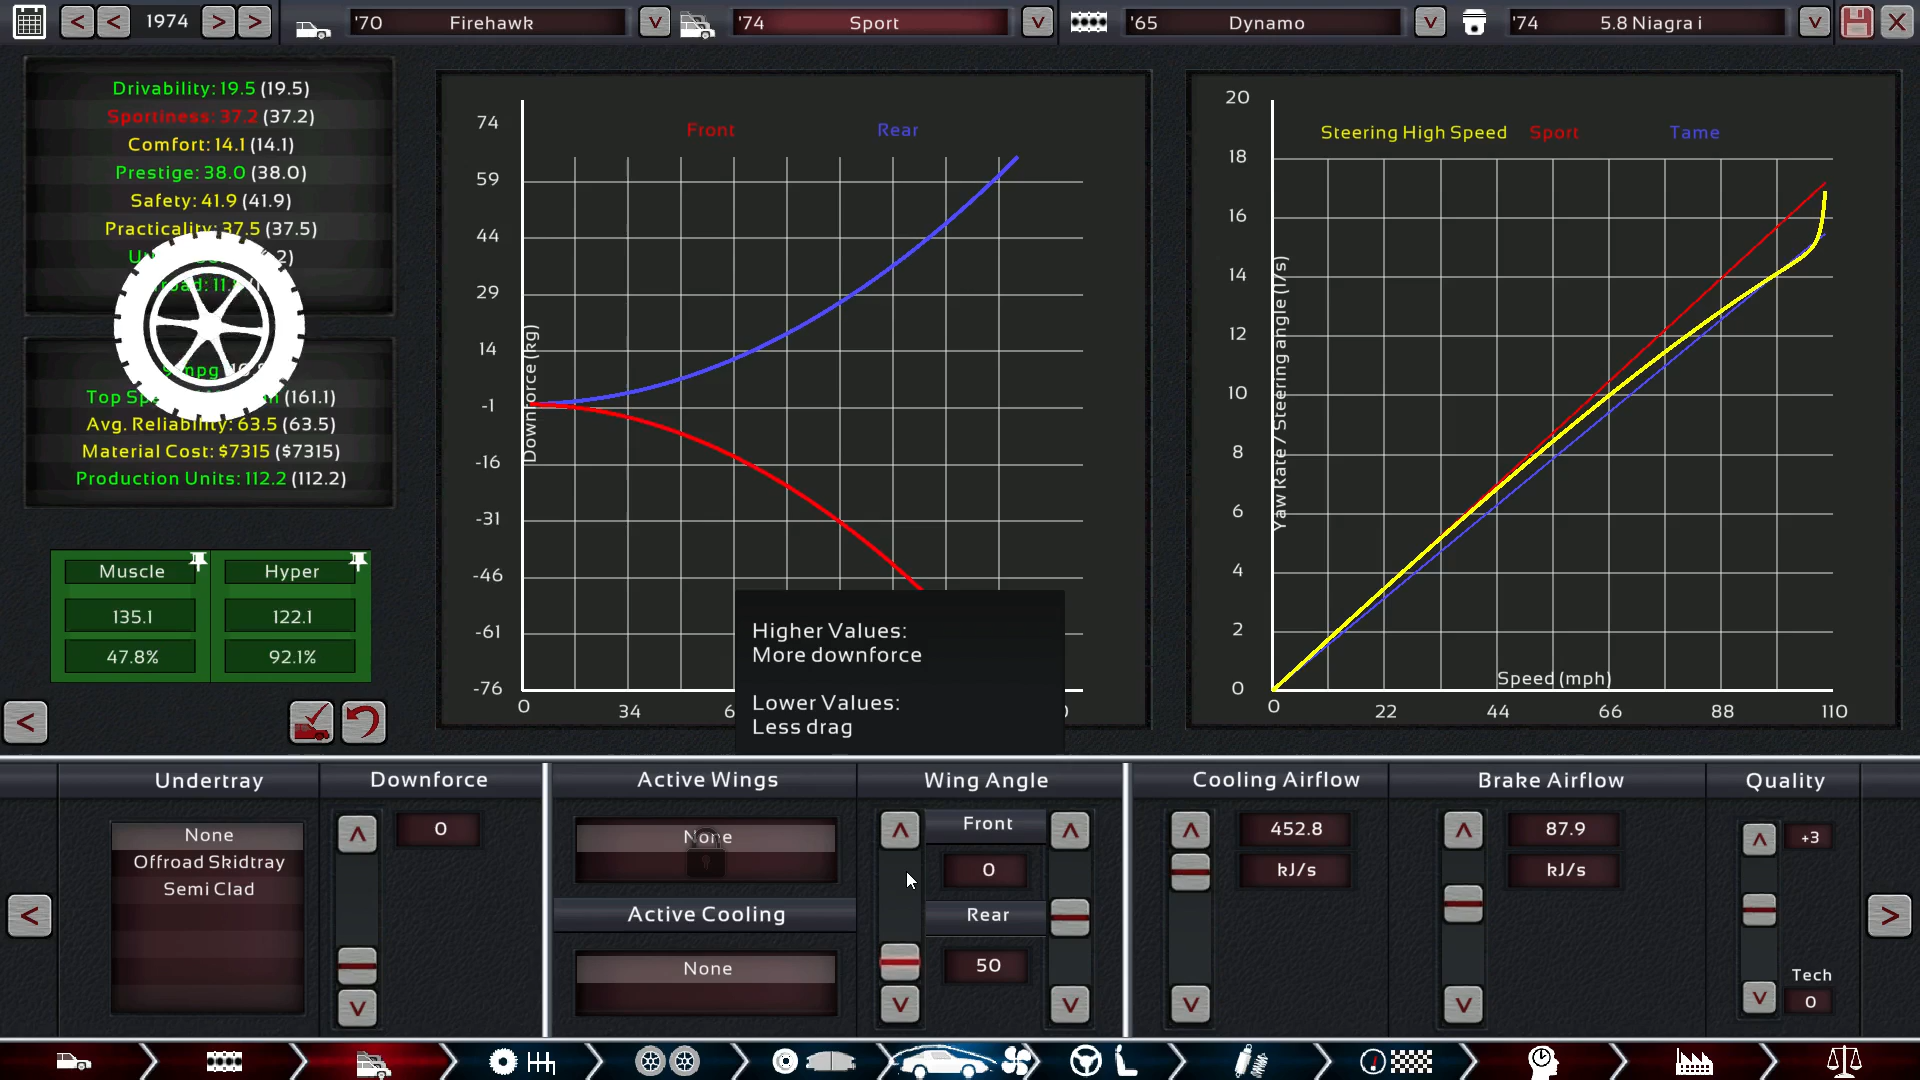 1974
'70 Firehawk
'74 Sport
'65 Dynamo
'74 5.8 Niagra i
Drivability: 19.5 (19.5)
Sportiness: 37.2 (37.2)
Comfort: 14.1 (14.1)
Prestige: 38.0 (38.0)
Safety: 41.9 (41.9)
Practicality: 37.5 (37.5)
mpg
Top (161.1)
Avg. Reliability: 63.5 (63.5)
Material Cost: $7315 ($7315)
Production Units: 112.2 (112.2)
Muscle Hyper
135.1 122.1
47.8% 92.1%
Front Rear
74
59
44
29
14
-1
-16
-31
-46
-61
-76
Downforce (kg)
0 34
Higher Values:
More downforce
Lower Values:
Less drag
Steering High Speed Sport Tame
20
18
16
14
12
10
8
6
4
2
0
Yaw Rate / Steering angle (1/s)
Speed (mph)
0 22 44 66 88 110
Undertray
None
Offroad Skidtray
Semi Clad
Downforce
0
Active Wings
None
Active Cooling
None
Wing Angle
Front
0
Rear
50
Cooling Airflow
452.8
kJ/s
Brake Airflow
87.9
kJ/s
Quality
+3
Tech
0